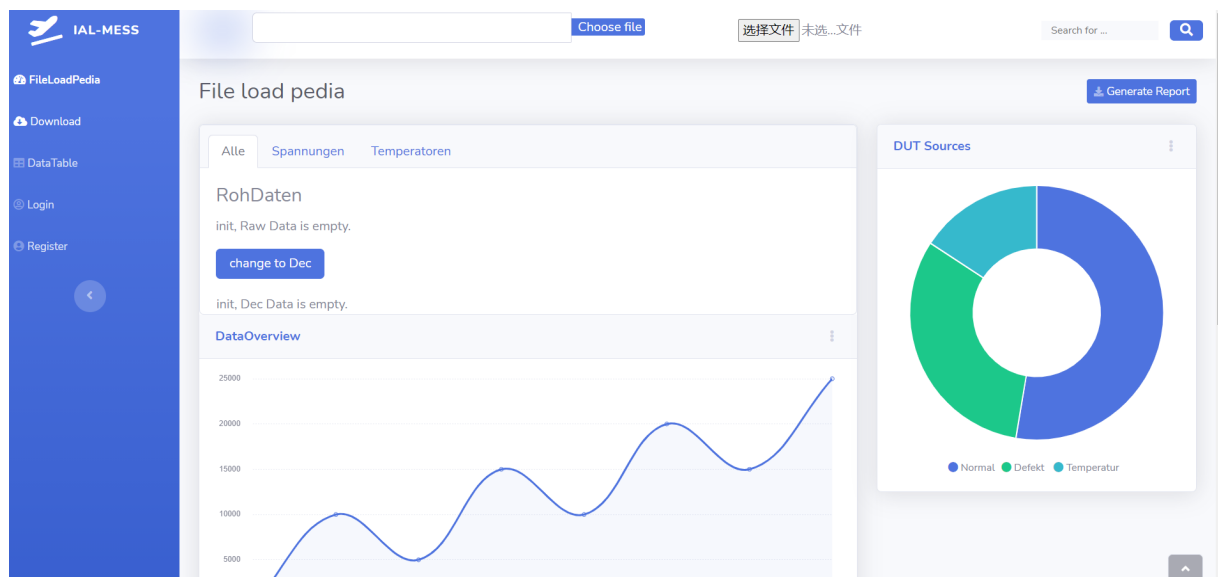 IAL-MESS
Choose file
选择文件 未选...文件
Search for ...
FileLoadPedia
Download
DataTable
Login
Register
File load pedia
Generate Report
Alle Spannungen Temperatoren
RohDaten
init, Raw Data is empty.
change to Dec
init, Dec Data is empty.
DataOverview
25000
20000
15000
10000
5000
DUT Sources
Normal Defekt Temperatur